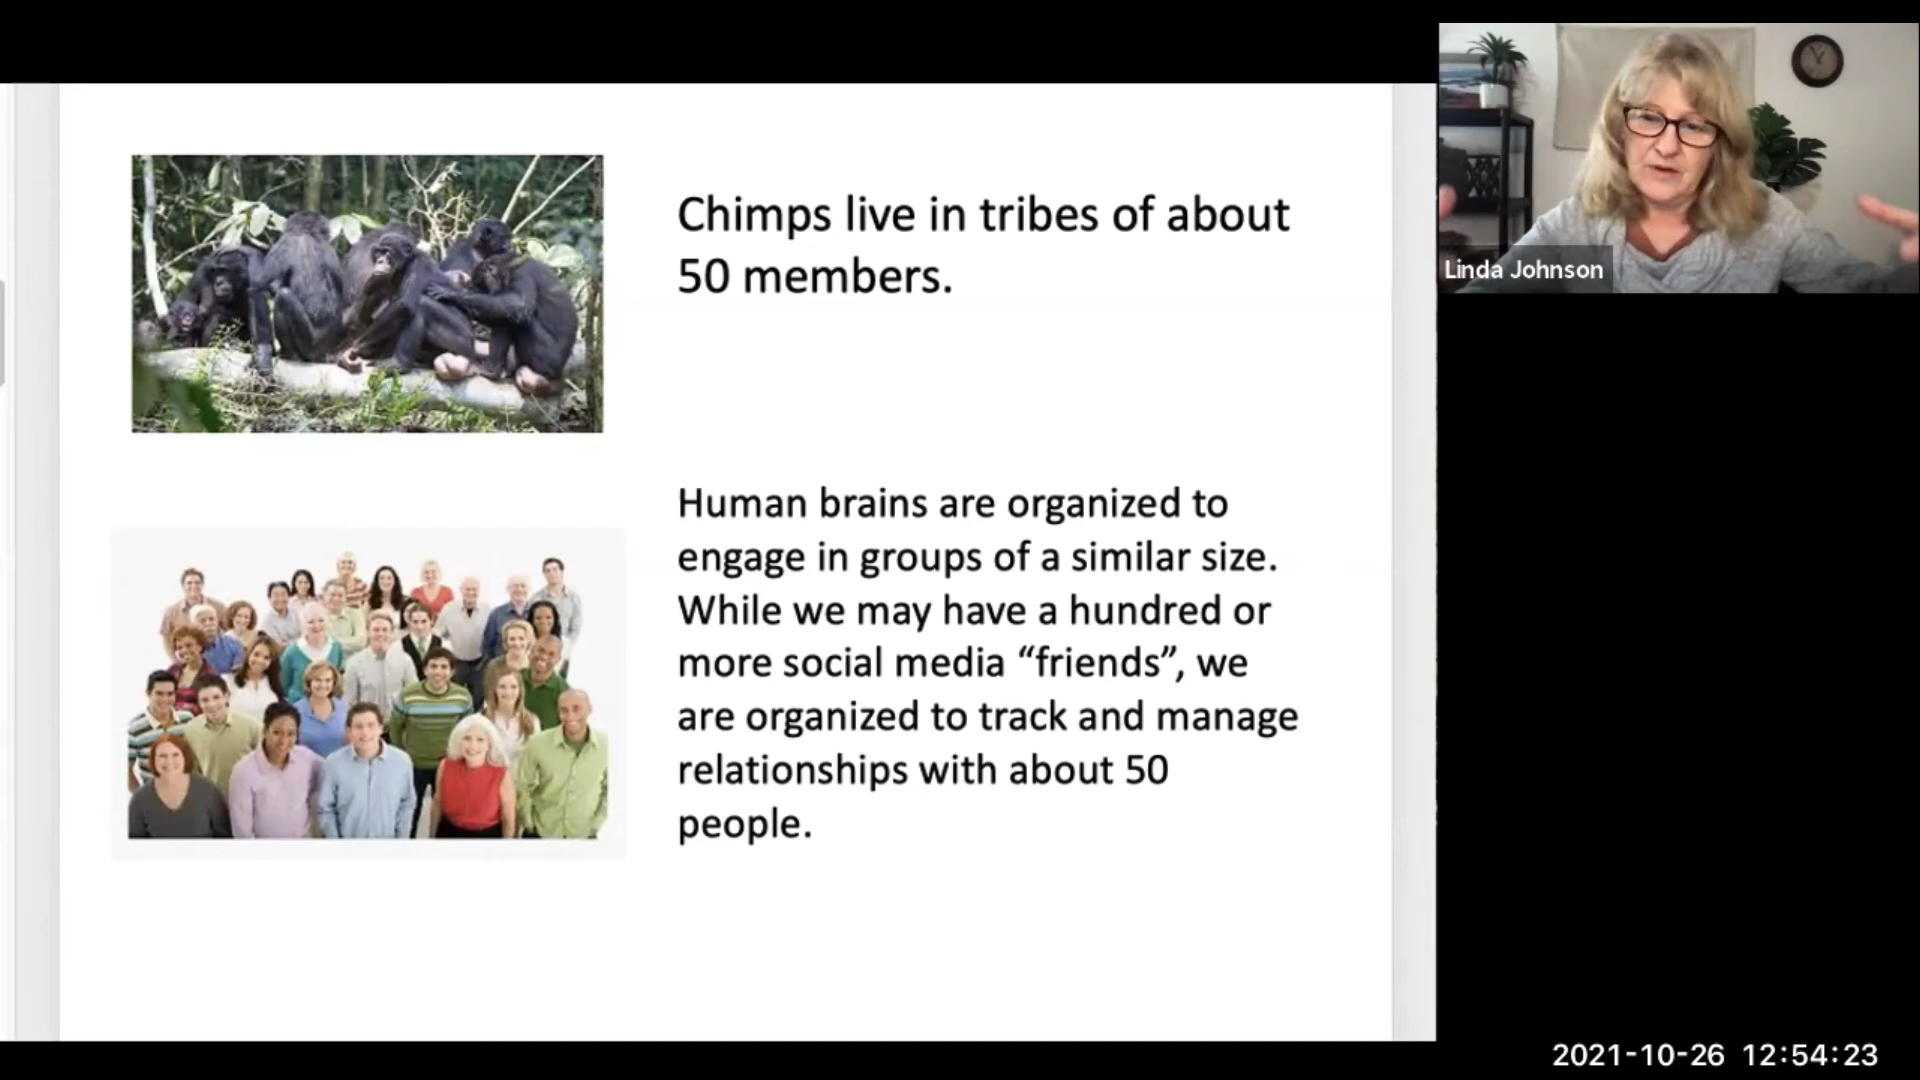 Chimps live in tribes of about
50 members.
Human brains are organized to
engage in groups of a similar size.
While we may have a hundred or
more social media “friends”, we
are organized to track and manage
relationships with about 50
people.
Linda Johnson
2021-10-26 12:54:23